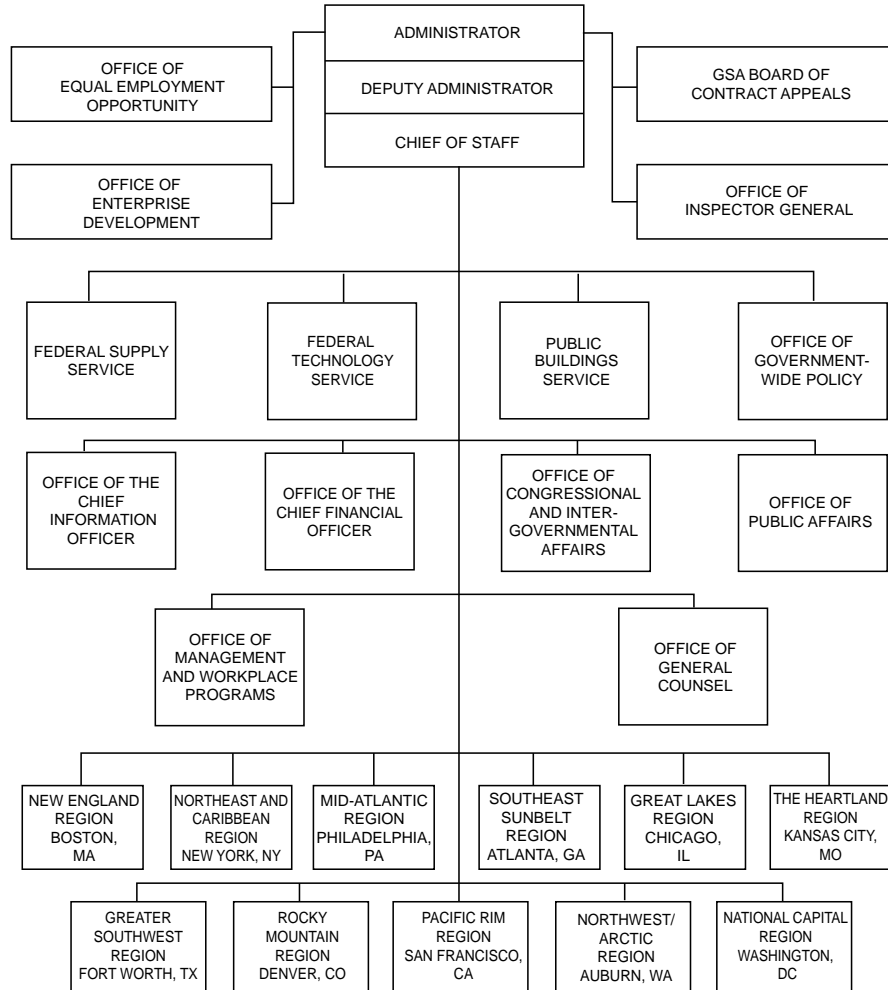 ADMINISTRATOR
OFFICE OF
EQUAL EMPLOYMENT
OPPORTUNITY
DEPUTY ADMINISTRATOR
GSA BOARD OF
CONTRACT APPEALS
CHIEF OF STAFF
OFFICE OF
ENTERPRISE
DEVELOPMENT
OFFICE OF
INSPECTOR GENERAL
FEDERAL SUPPLY
SERVICE
FEDERAL
TECHNOLOGY
SERVICE
PUBLIC
BUILDINGS
SERVICE
OFFICE OF
GOVERNMENT-
WIDE POLICY
OFFICE OF THE
CHIEF
INFORMATION
OFFICER
OFFICE OF THE
CHIEF FINANCIAL
OFFICER
OFFICE OF
CONGRESSIONAL
AND INTER-
GOVERNMENTAL
AFFAIRS
OFFICE OF
PUBLIC AFFAIRS
OFFICE OF
MANAGEMENT
AND WORKPLACE
PROGRAMS
OFFICE OF
GENERAL
COUNSEL
NEW ENGLAND
REGION
BOSTON,
MA
NORTHEAST AND
CARIBBEAN
REGION
NEW YORK, NY
MID-ATLANTIC
REGION
PHILADELPHIA,
PA
SOUTHEAST
SUNBELT
REGION
ATLANTA, GA
GREAT LAKES
REGION
CHICAGO,
IL
THE HEARTLAND
REGION
KANSAS CITY,
MO
GREATER
SOUTHWEST
REGION
FORT WORTH, TX
ROCKY
MOUNTAIN
REGION
DENVER, CO
PACIFIC RIM
REGION
SAN FRANCISCO,
CA
NORTHWEST/
ARCTIC
REGION
AUBURN, WA
NATIONAL CAPITAL
REGION
WASHINGTON,
DC